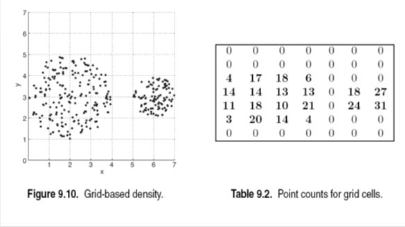 7
6
5
4
3
2
1
0
y
1 2 3 4 5 6 7
x
Figure 9.10. Grid-based density.
0 0 0 0 0 0 0
0 0 0 0 0 0 0
4 17 18 6 0 0 0
14 14 13 13 0 18 27
11 18 10 21 0 24 31
3 20 14 4 0 0 0
0 0 0 0 0 0 0
Table 9.2. Point counts for grid cells.